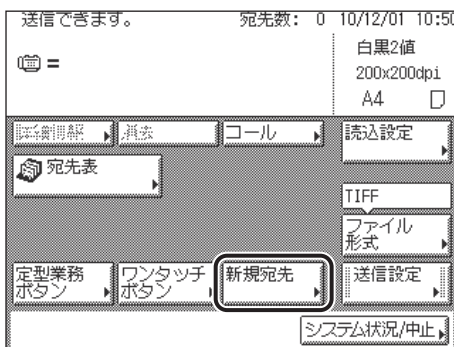 送信できます。 宛先数: 0 10/12/01 10:50
=
白黒2値
200x200dpi
A4
詳細情報 消去 コール 読込設定
宛先表
TIFF
ファイル
形式
定型業務
ボタン
ワンタッチ
ボタン
新規宛先
送信設定
システム状況/中止